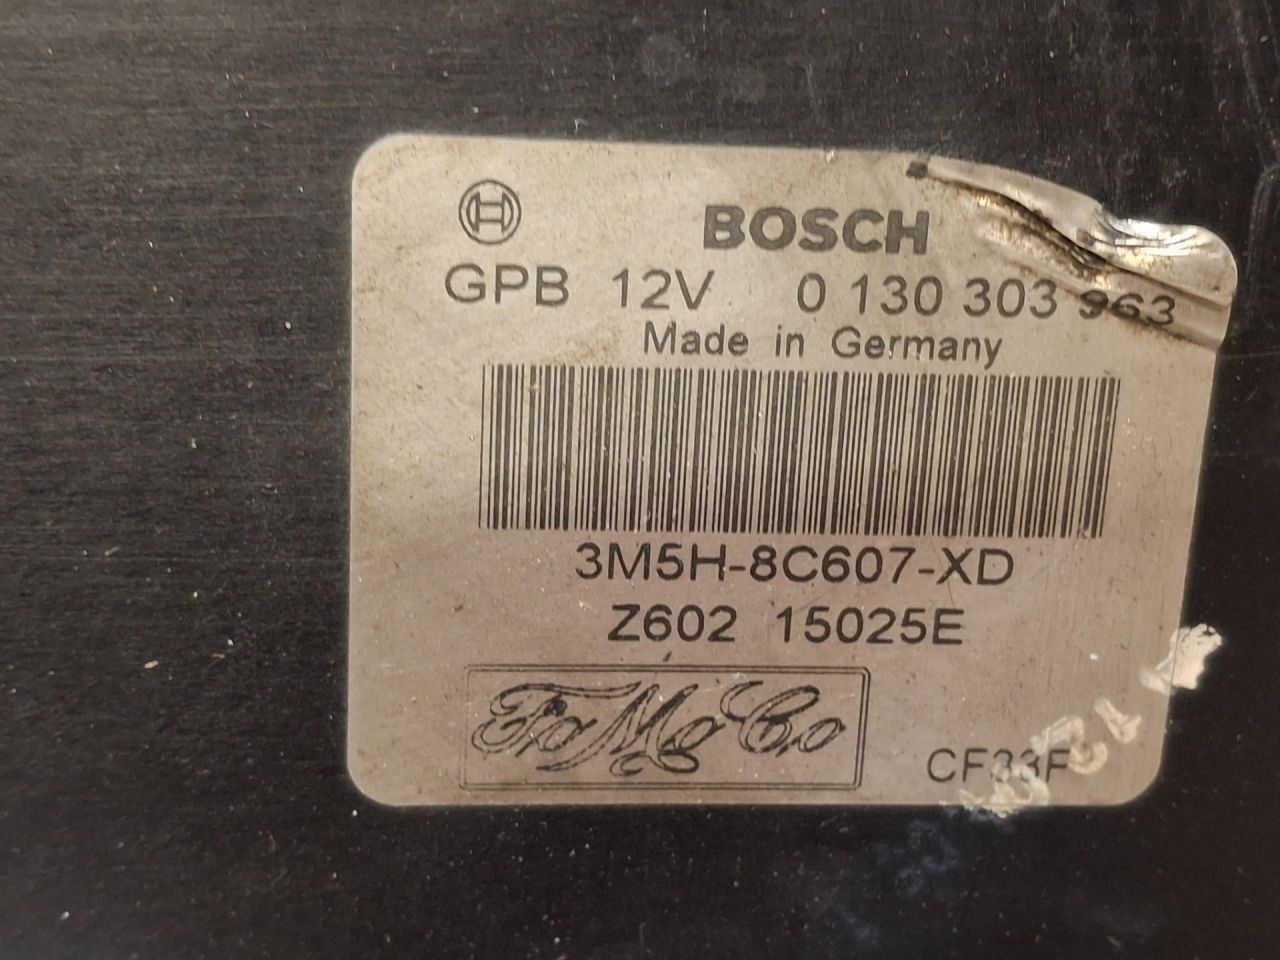 BOSCH
GPB 12V 0 130 303 963
Made in Germany
3M5H-8C607-XD
Z602 15025E
FoMoCo
CF33F